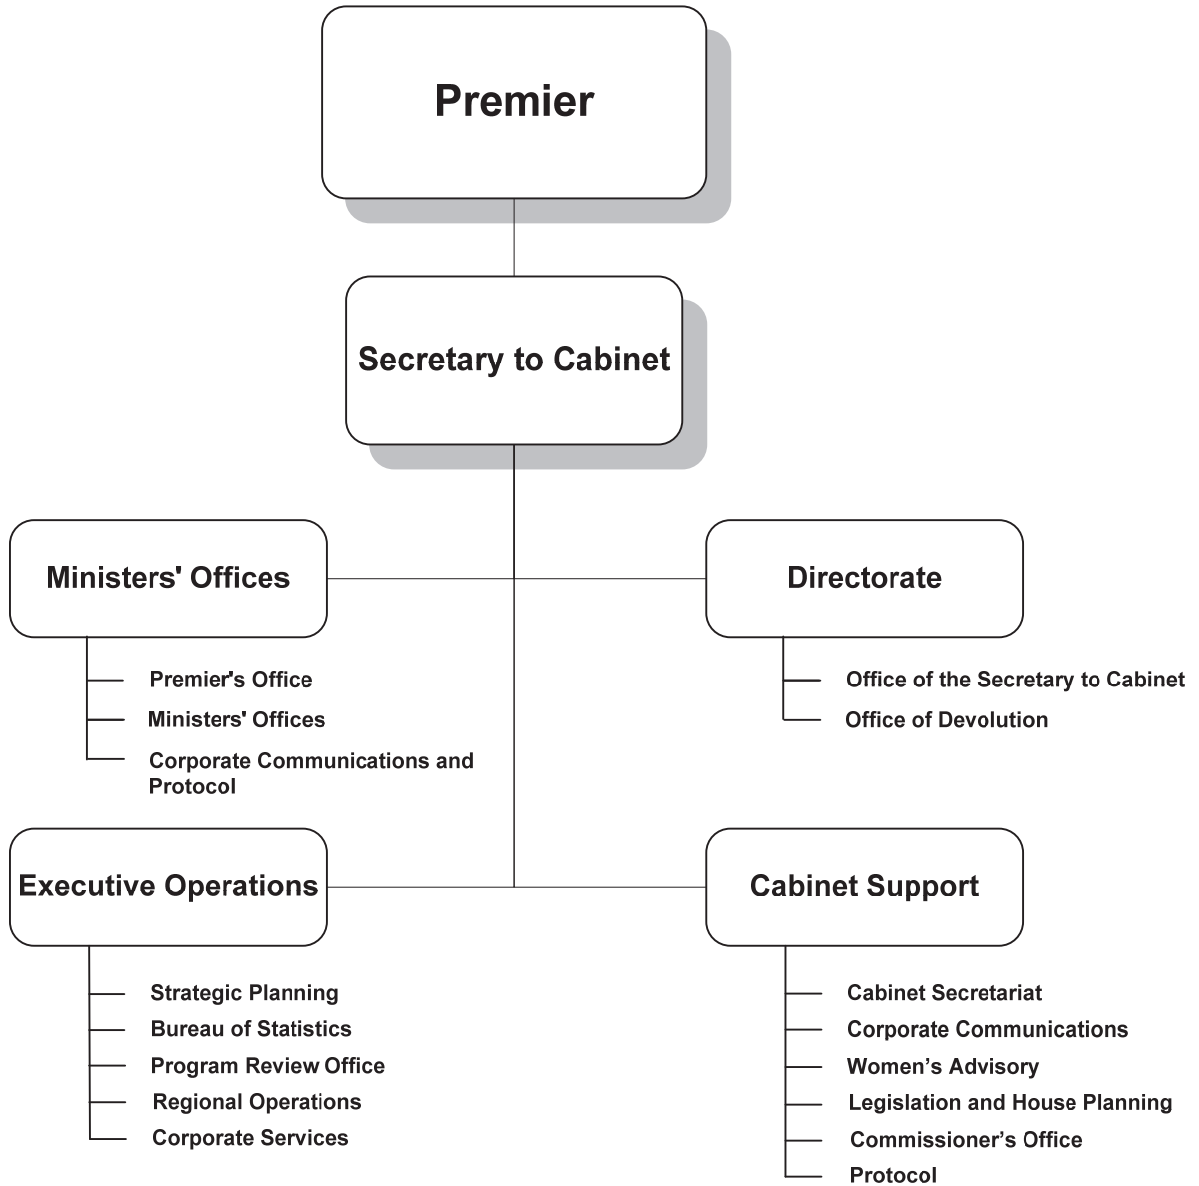 Premier
Secretary to Cabinet
Ministers' Offices
Premier's Office
Ministers' Offices
Corporate Communications and
Protocol
Directorate
Office of the Secretary to Cabinet
Office of Devolution
Executive Operations
Strategic Planning
Bureau of Statistics
Program Review Office
Regional Operations
Corporate Services
Cabinet Support
Cabinet Secretariat
Corporate Communications
Women’s Advisory
Legislation and House Planning
Commissioner’s Office
Protocol